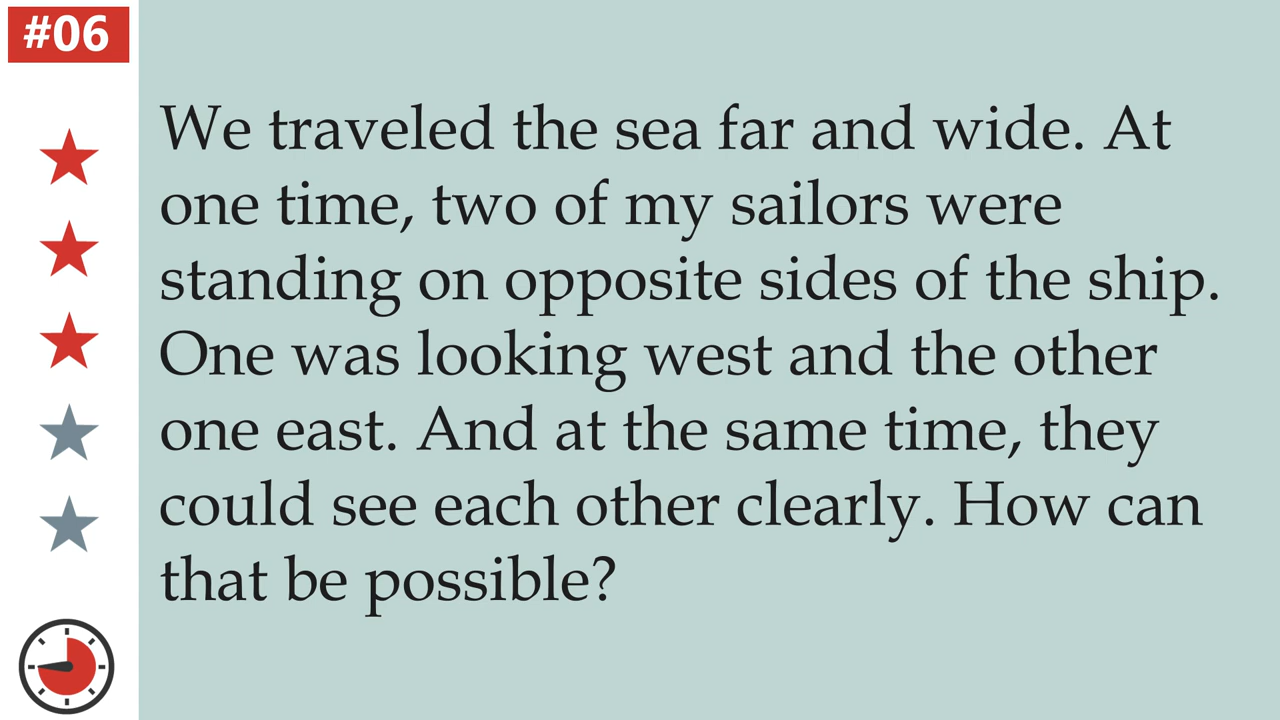 #06
We traveled the sea far and wide. At
one time, two of my sailors were
standing on opposite sides of the ship.
One was looking west and the other
one east. And at the same time, they
could see each other clearly. How can
that be possible?